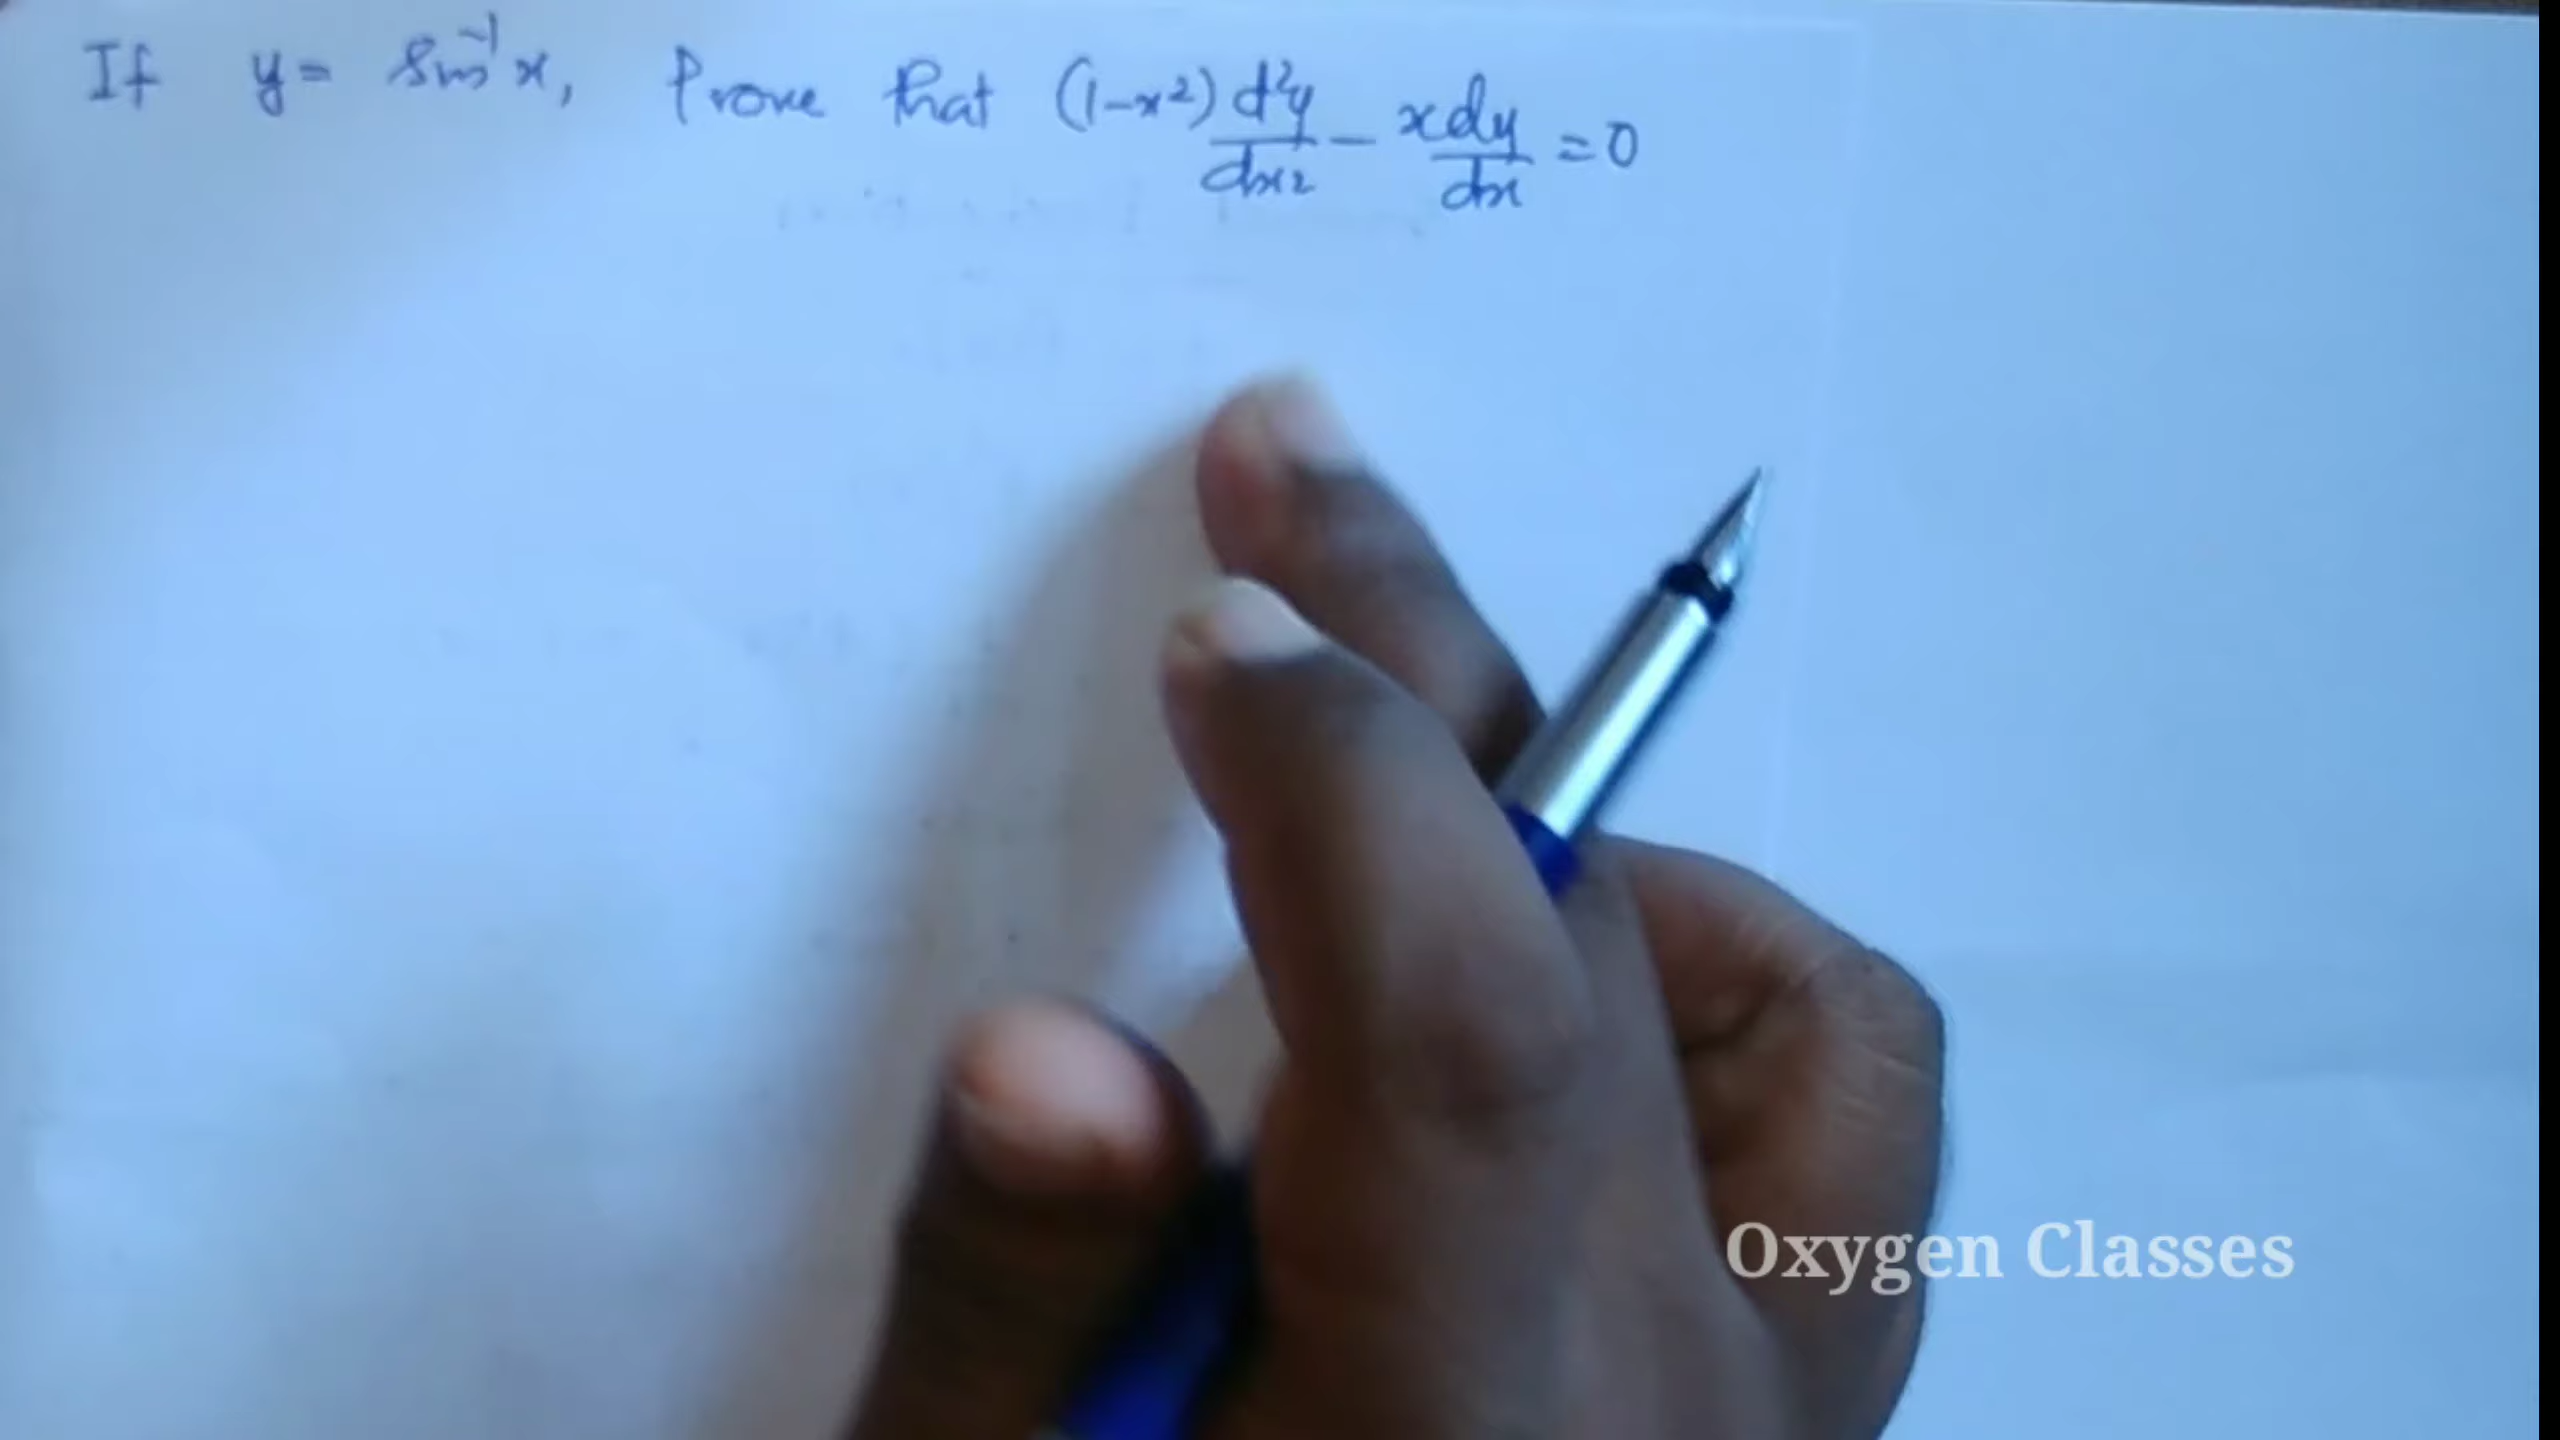 If y = sin⁻¹x, Prove that (1-x²) d²y/dx² - x dy/dx = 0
Oxygen Classes